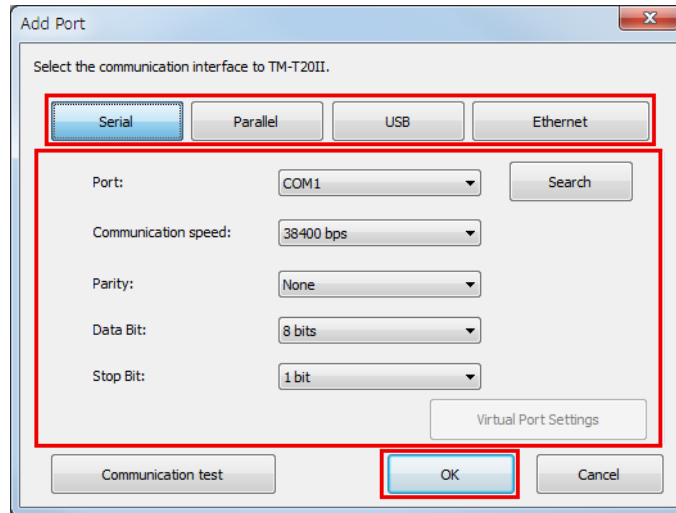 Add Port
Select the communication interface to TM-T20II.
Serial Parallel USB Ethernet
Port: COM1 Search
Communication speed: 38400 bps
Parity: None
Data Bit: 8 bits
Stop Bit: 1 bit
Virtual Port Settings
Communication test OK Cancel